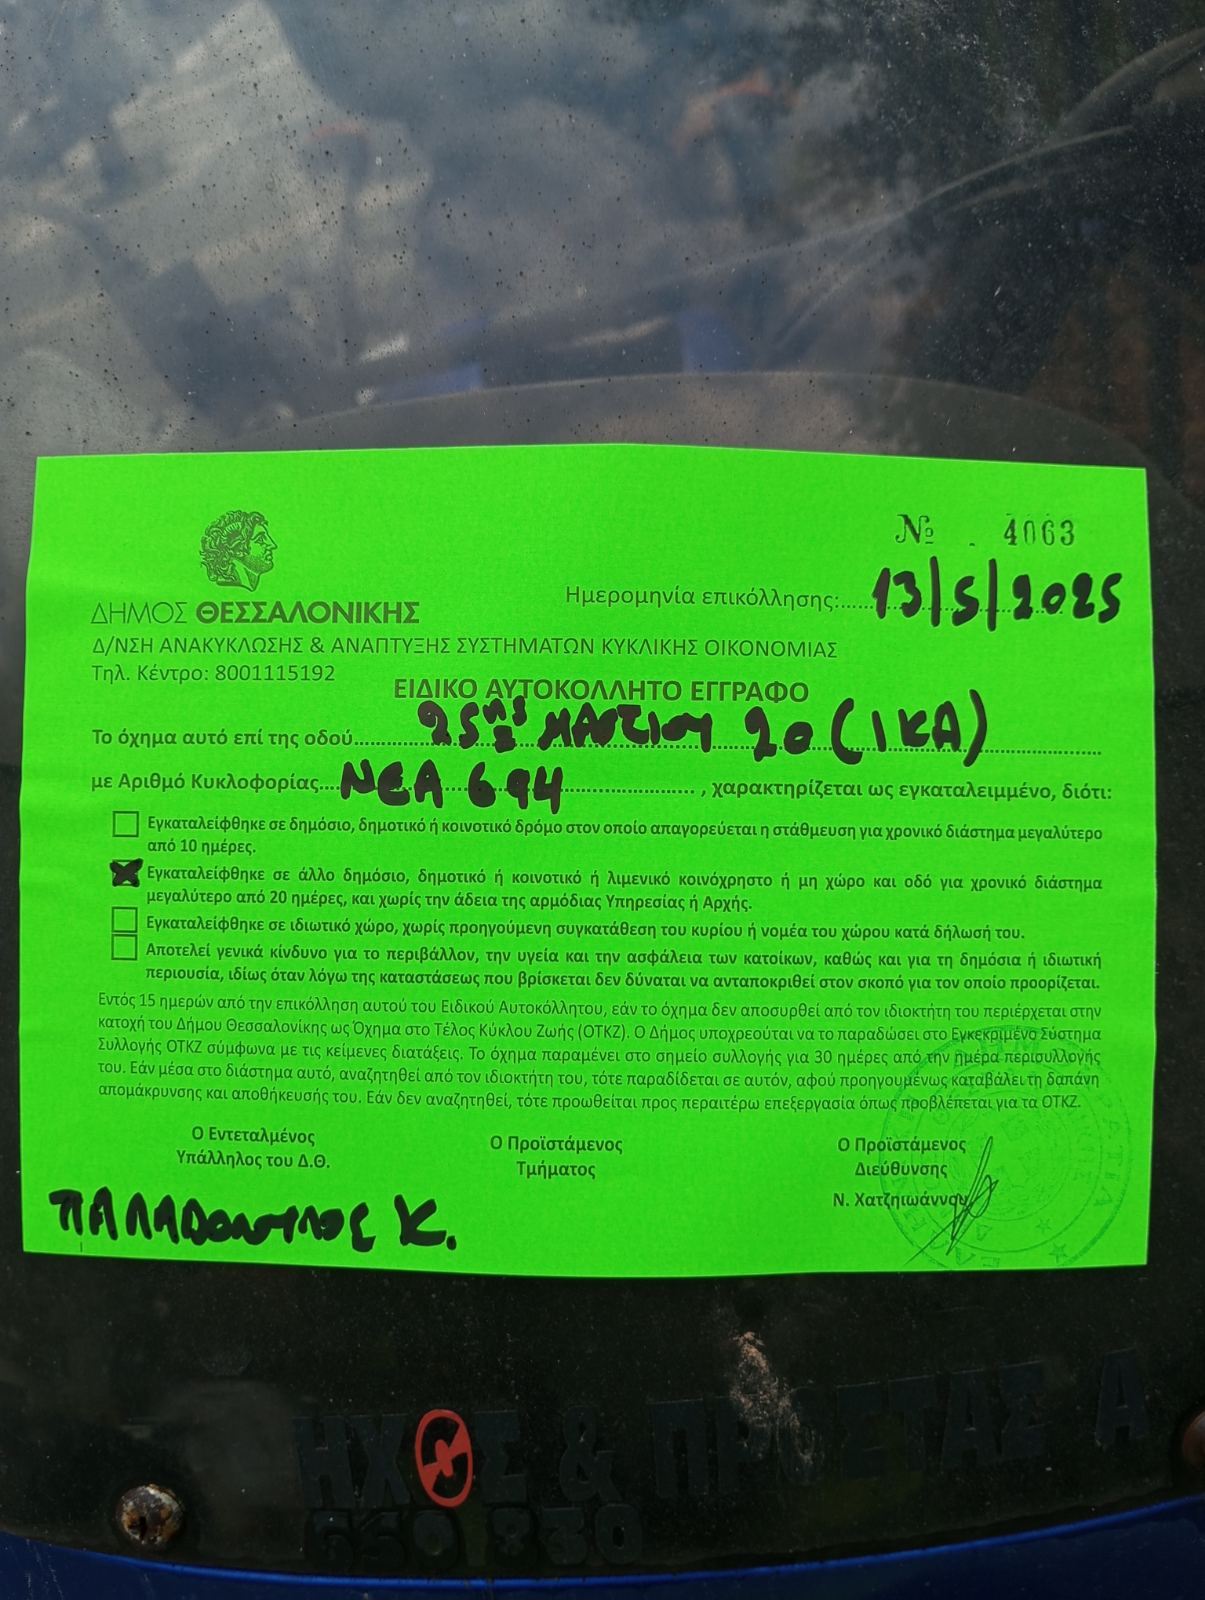 № 4063
ΔΗΜΟΣ ΘΕΣΣΑΛΟΝΙΚΗΣ
Ημερομηνία επικόλλησης:......13/5/2025
Δ/ΝΣΗ ΑΝΑΚΥΚΛΩΣΗΣ & ΑΝΑΠΤΥΞΗΣ ΣΥΣΤΗΜΑΤΩΝ ΚΥΚΛΙΚΗΣ ΟΙΚΟΝΟΜΙΑΣ
Τηλ. Κέντρο: 8001115192
ΕΙΔΙΚΟ ΑΥΤΟΚΟΛΛΗΤΟ ΕΓΓΡΑΦΟ
Το όχημα αυτό επί της οδού..........25ης ΜΑΡΤΙΟΥ 20 (ΙΚΑ)
με Αριθμό Κυκλοφορίας....ΝΕΑ 694......................, χαρακτηρίζεται ως εγκαταλειμμένο, διότι:
Εγκαταλείφθηκε σε δημόσιο, δημοτικό ή κοινοτικό δρόμο στον οποίο απαγορεύεται η στάθμευση για χρονικό διάστημα μεγαλύτερο
από 10 ημέρες.
Εγκαταλείφθηκε σε άλλο δημόσιο, δημοτικό ή κοινοτικό ή λιμενικό κοινόχρηστο ή μη χώρο και οδό για χρονικό διάστημα
μεγαλύτερο από 20 ημέρες, και χωρίς την άδεια της αρμόδιας Υπηρεσίας ή Αρχής.
Εγκαταλείφθηκε σε ιδιωτικό χώρο, χωρίς προηγούμενη συγκατάθεση του κυρίου ή νομέα του χώρου κατά δήλωσή του.
Αποτελεί γενικά κίνδυνο για το περιβάλλον, την υγεία και την ασφάλεια των κατοίκων, καθώς και για τη δημόσια ή ιδιωτική
περιουσία, ιδίως όταν λόγω της καταστάσεως που βρίσκεται δεν δύναται να ανταποκριθεί στον σκοπό για τον οποίο προορίζεται.
Εντός 15 ημερών από την επικόλληση αυτού του Ειδικού Αυτοκόλλητου, εάν το όχημα δεν αποσυρθεί από τον ιδιοκτήτη του περιέρχεται στην
κατοχή του Δήμου Θεσσαλονίκης ως Όχημα στο Τέλος Κύκλου Ζωής (ΟΤΚΖ). Ο Δήμος υποχρεούται να το παραδώσει στο Εγκεκριμένο Σύστημα
Συλλογής ΟΤΚΖ σύμφωνα με τις κείμενες διατάξεις. Το όχημα παραμένει στο σημείο συλλογής για 30 ημέρες από την ημέρα περισυλλογής
του. Εάν μέσα στο διάστημα αυτό, αναζητηθεί από τον ιδιοκτήτη του, τότε παραδίδεται σε αυτόν, αφού προηγουμένως καταβάλει τη δαπάνη
απομάκρυνσης και αποθήκευσής του. Εάν δεν αναζητηθεί, τότε προωθείται προς περαιτέρω επεξεργασία όπως προβλέπεται για τα ΟΤΚΖ.
Ο Εντεταλμένος
Υπάλληλος του Δ.Θ.
Ο Προϊστάμενος
Τμήματος
Ο Προϊστάμενος
Διεύθυνσης
Ν. Χατζηιωάννου
ΠΑΠΑΔΟΠΟΥΛΟΣ Κ.
ΗΧΟΣ & ΠΡΟΣΤΑΣ Α